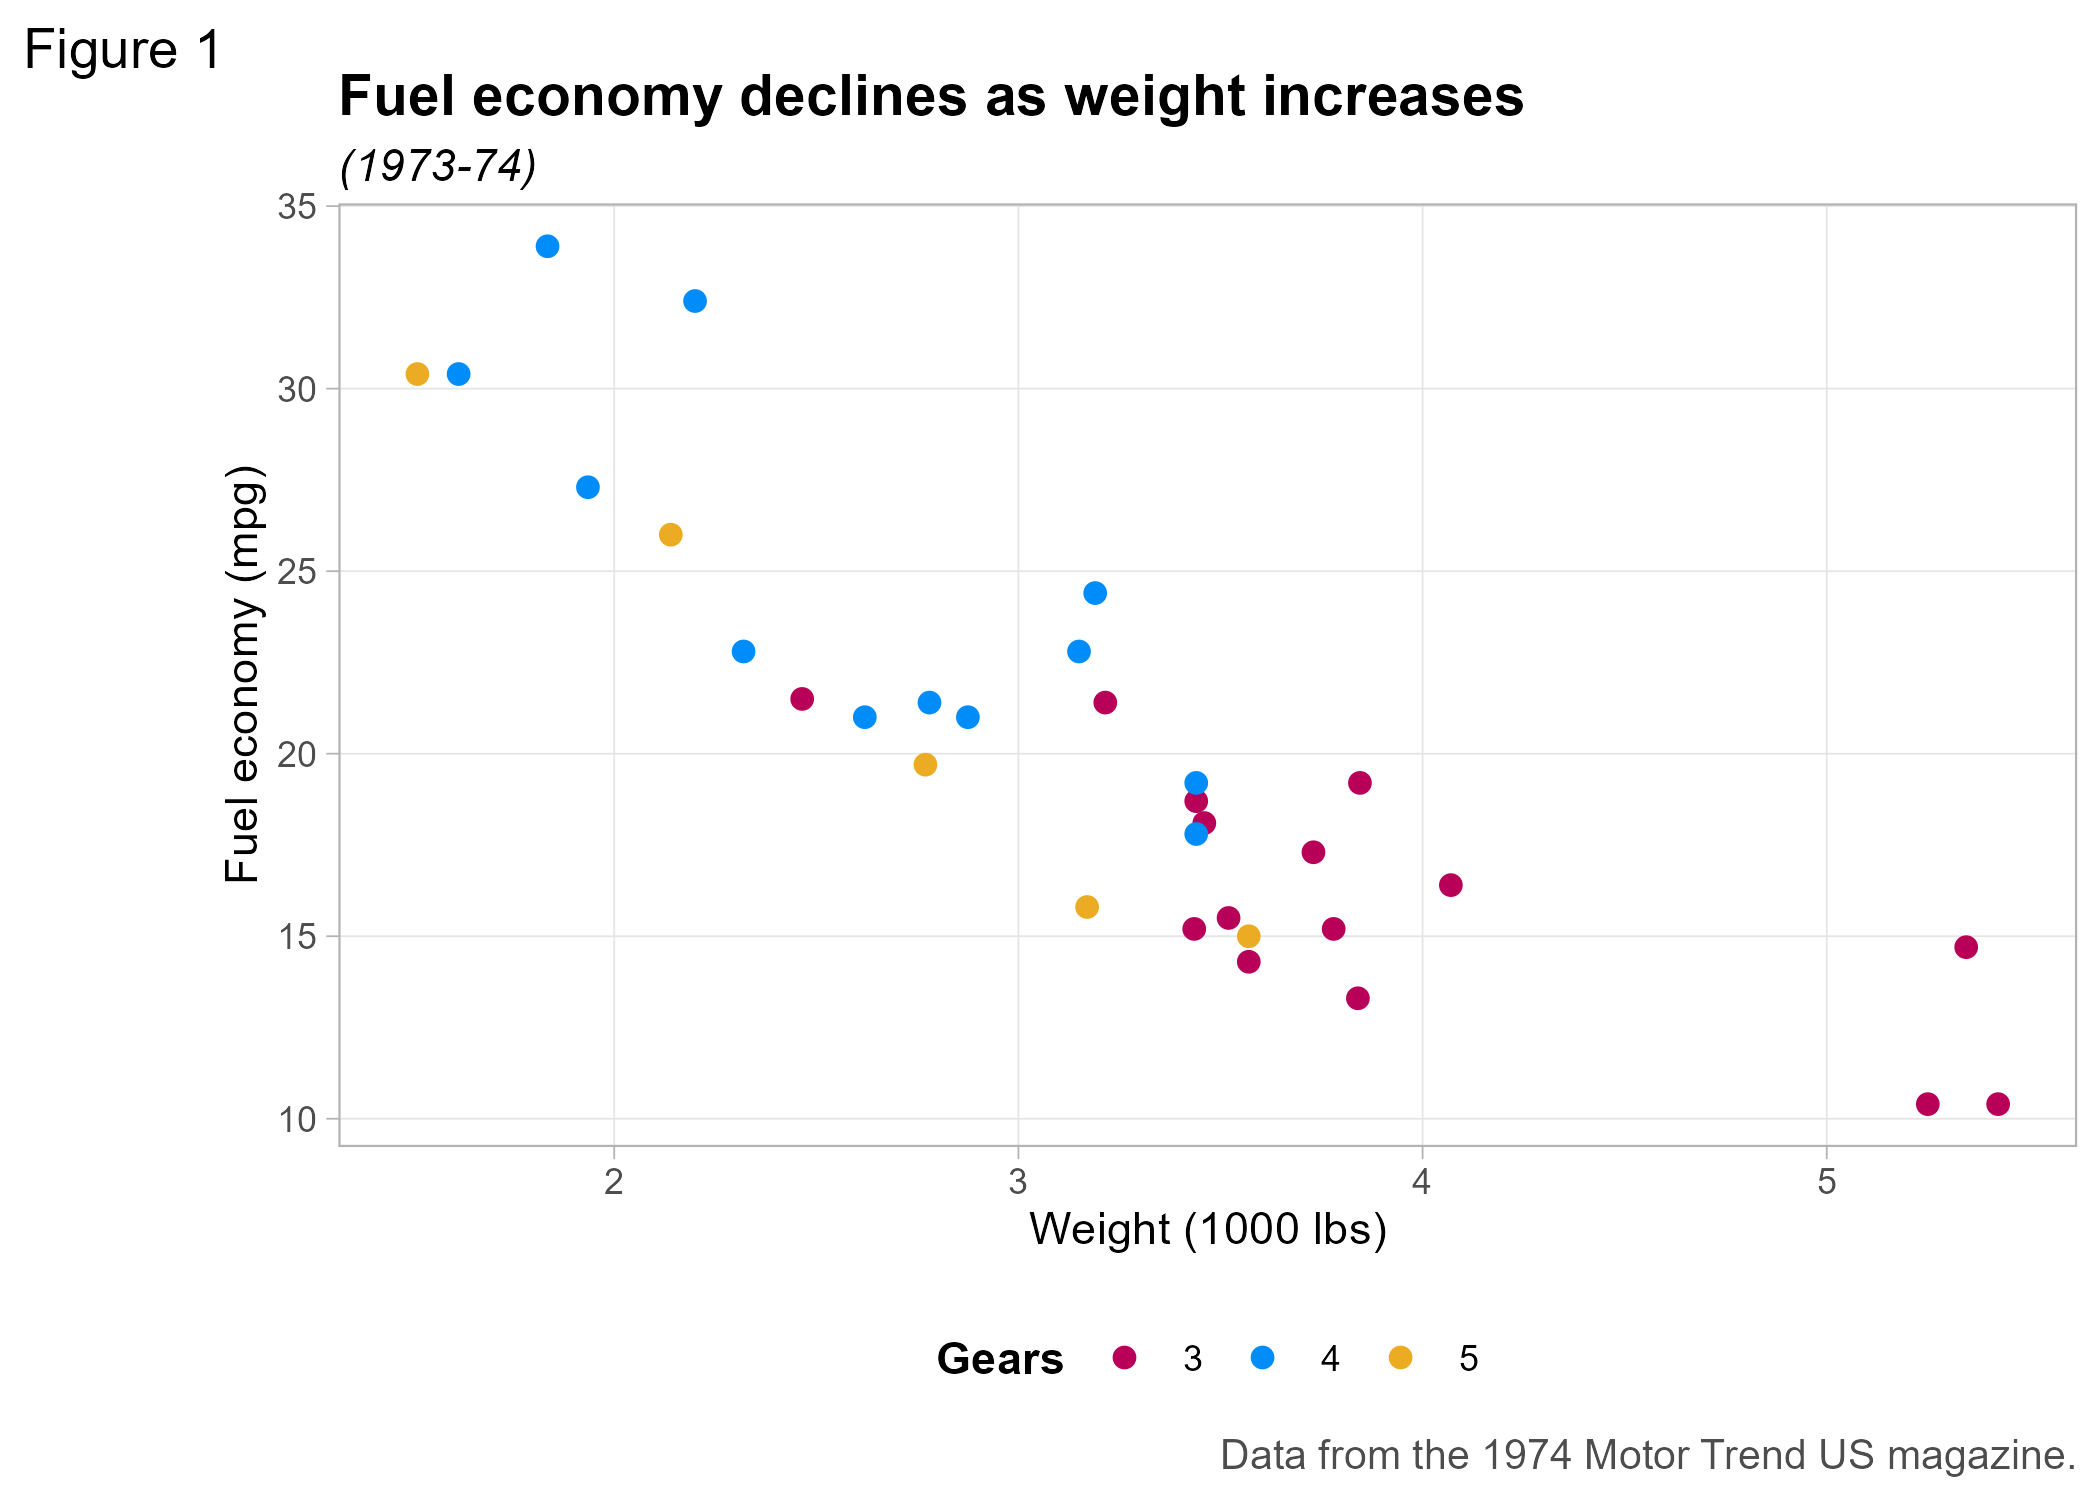 Figure 1
Fuel economy declines as weight increases
(1973-74)
35
30
25
20
15
10
Fuel economy (mpg)
2 3 4 5
Weight (1000 lbs)
Gears 3 4 5
Data from the 1974 Motor Trend US magazine.